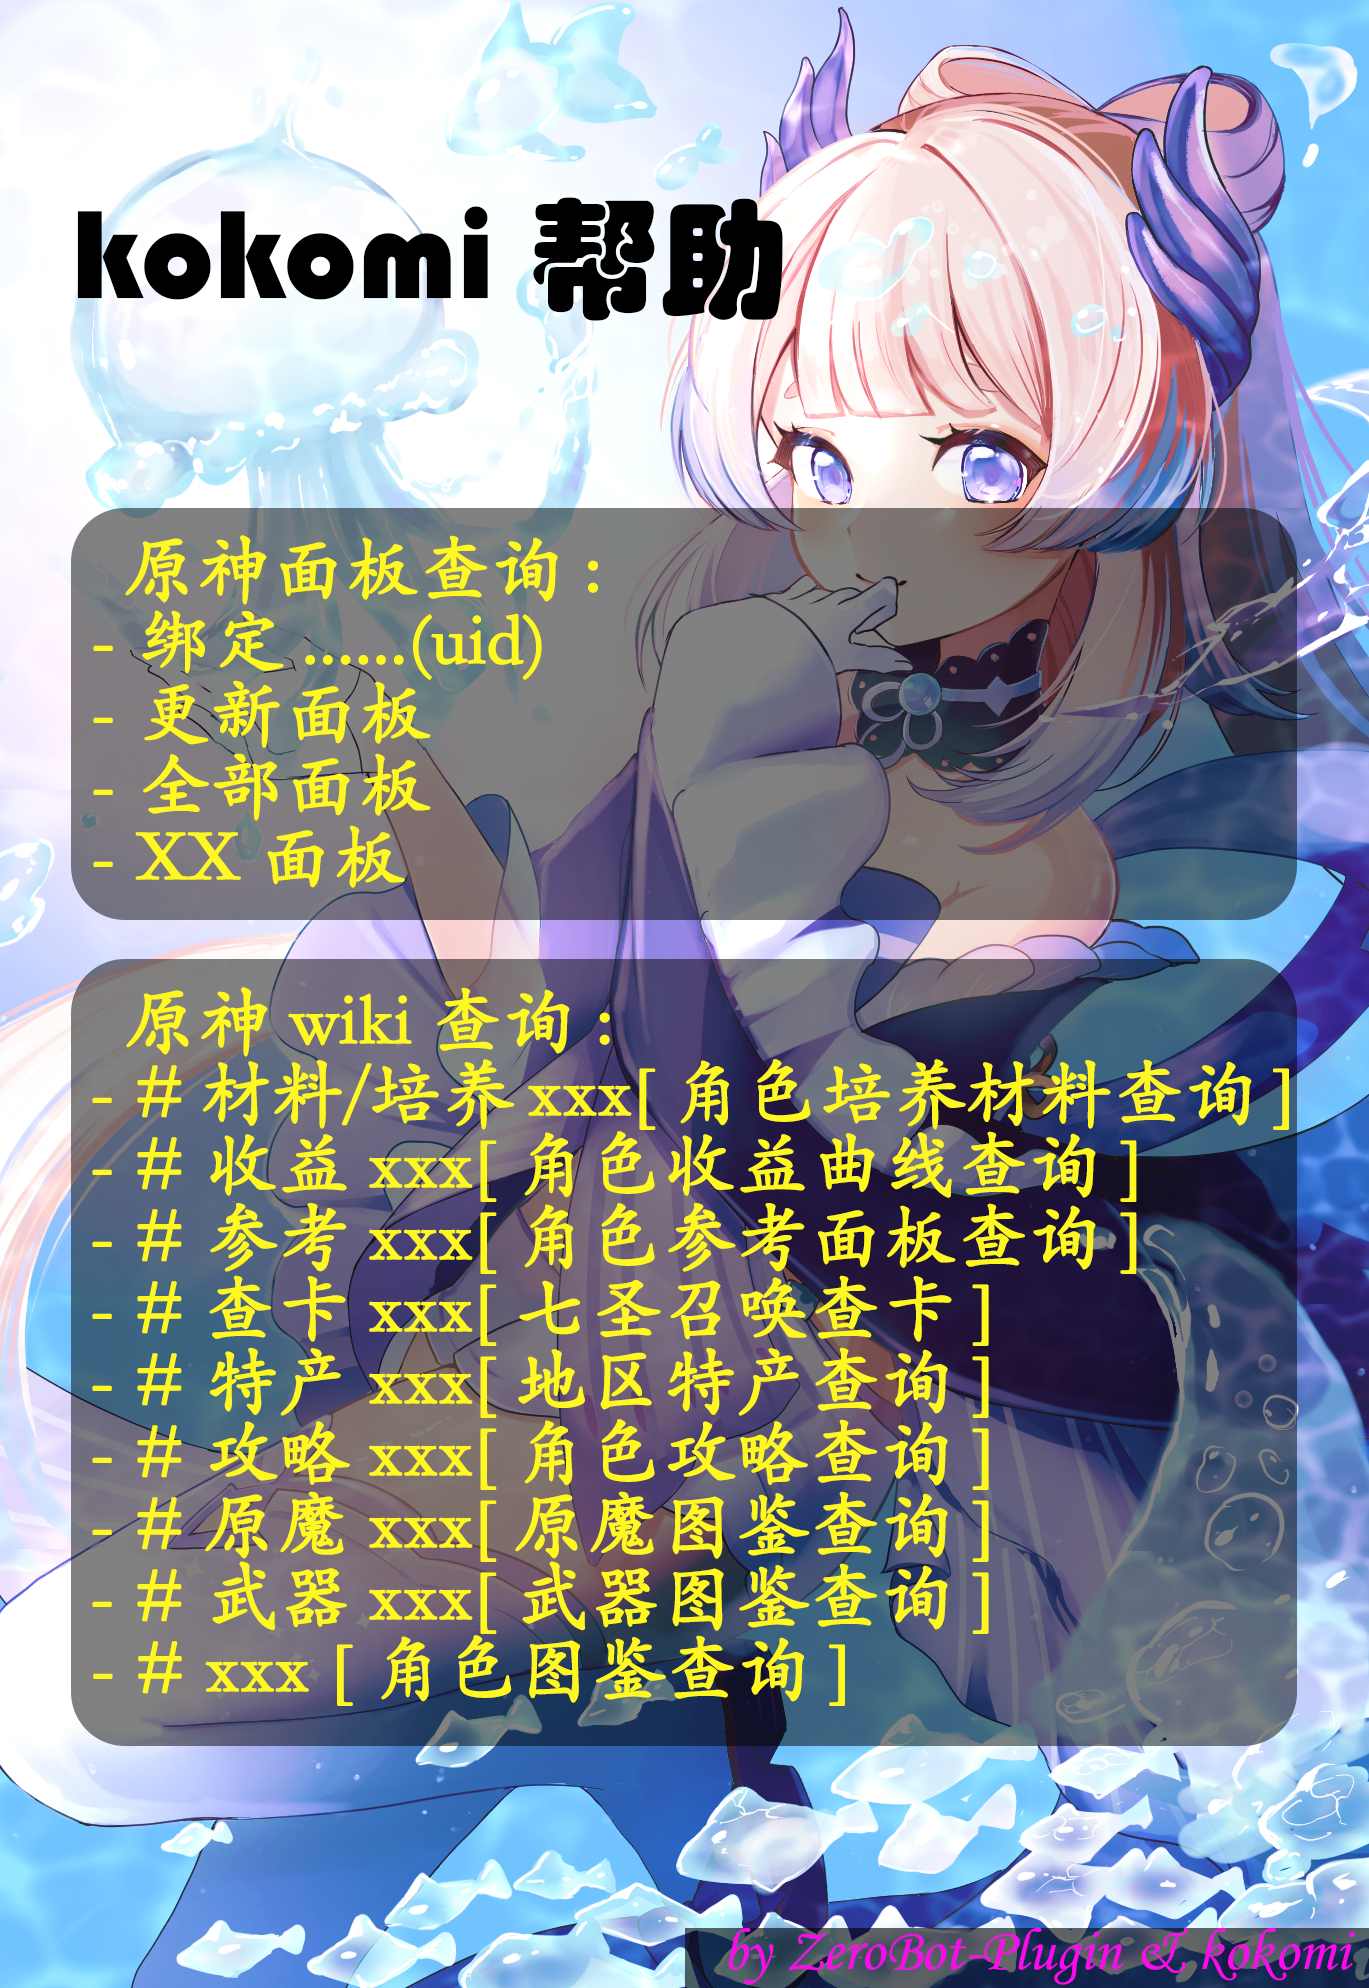 kokomi 帮助
原神面板查询：
- 绑定......(uid)
- 更新面板
- 全部面板
- XX 面板
原神 wiki 查询：
- # 材料/培养 xxx[ 角色培养材料查询 ]
- # 收益 xxx[ 角色收益曲线查询 ]
- # 参考 xxx[ 角色参考面板查询 ]
- # 查卡 xxx[ 七圣召唤查卡 ]
- # 特产 xxx[ 地区特产查询 ]
- # 攻略 xxx[ 角色攻略查询 ]
- # 原魔 xxx[ 原魔图鉴查询 ]
- # 武器 xxx[ 武器图鉴查询 ]
- # xxx [ 角色图鉴查询 ]
by ZeroBot-Plugin & kokomi